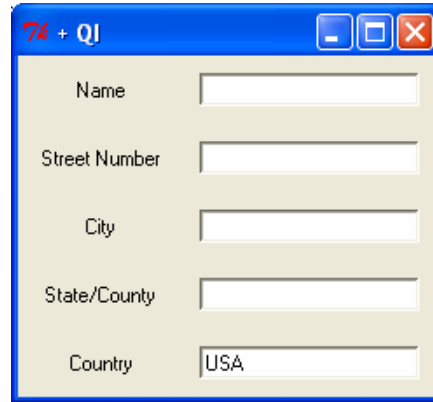 Tk + QI
Name
Street Number
City
State/County
Country USA